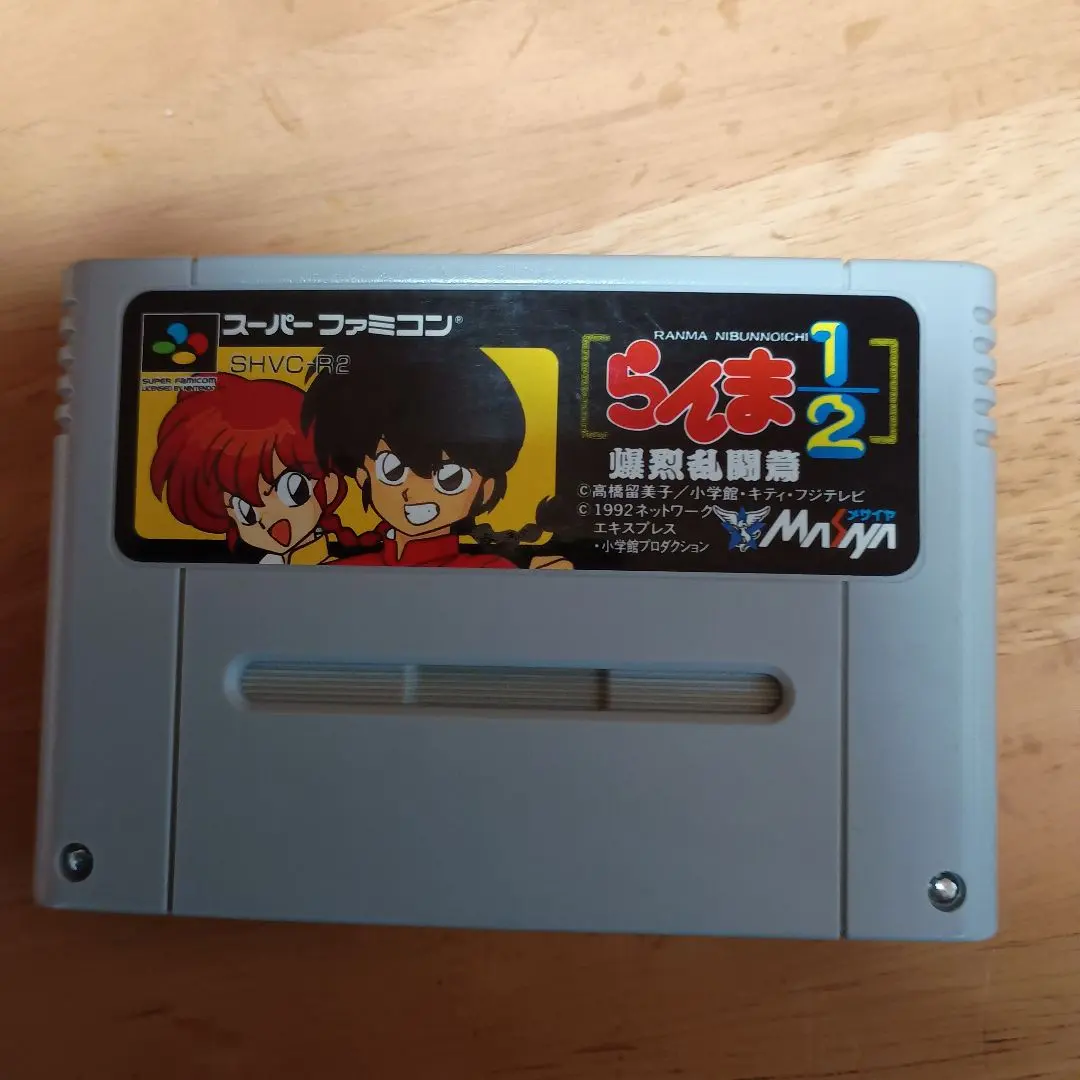 スーパーファミコン®
SHVC-R2
SUPER FAMICOM
LICENSED BY NINTENDO
RANMA NIBUNNOICHI
らんま1/2
爆烈乱闘篇
©高橋留美子/小学館・キティ・フジテレビ
© 1992ネットワーク
エキスプレス
・小学館プロダクション
メサイヤ
MASAYA